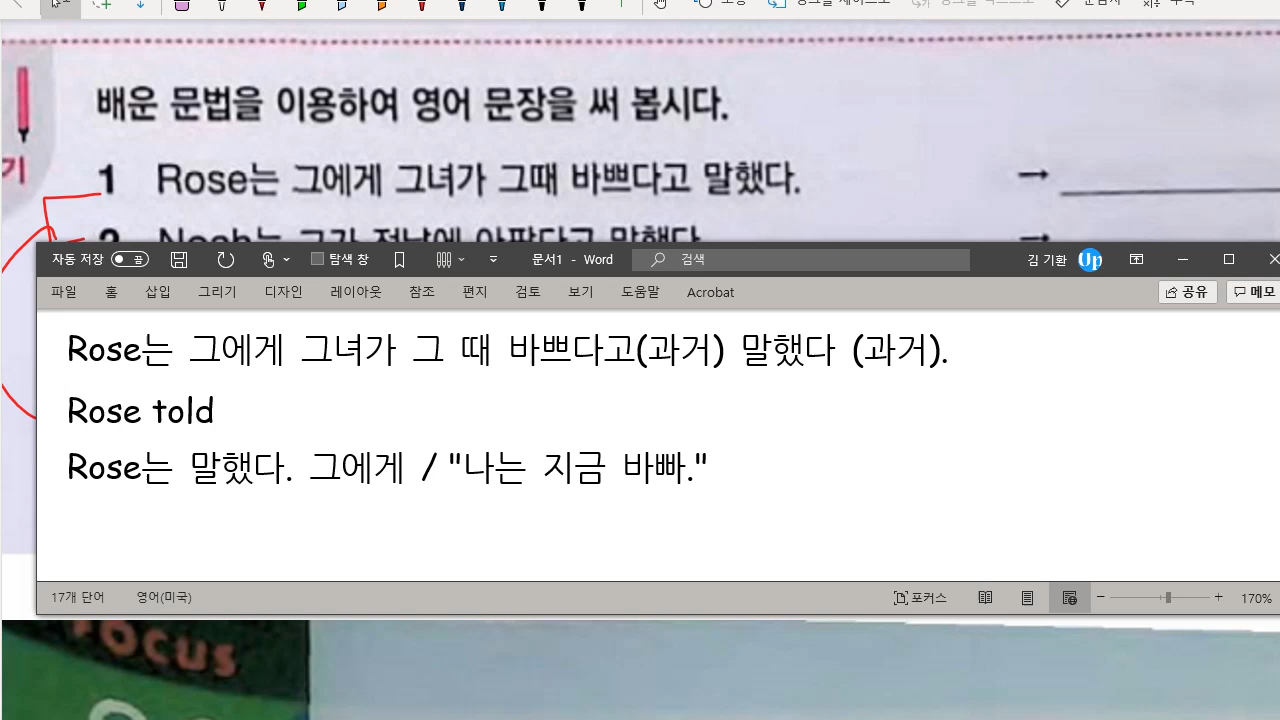 배운 문법을 이용하여 영어 문장을 써 봅시다.
기
1 Rose는 그에게 그녀가 그때 바쁘다고 말했다. →
자동 저장 끔 탐색 창 문서1 - Word 검색 김 기환 Up
파일 홈 삽입 그리기 디자인 레이아웃 참조 편지 검토 보기 도움말 Acrobat 공유 메모
Rose는 그에게 그녀가 그 때 바쁘다고(과거) 말했다 (과거).
Rose told
Rose는 말했다. 그에게 / "나는 지금 바빠."
17개 단어 영어(미국) 포커스 170%
FOCUS